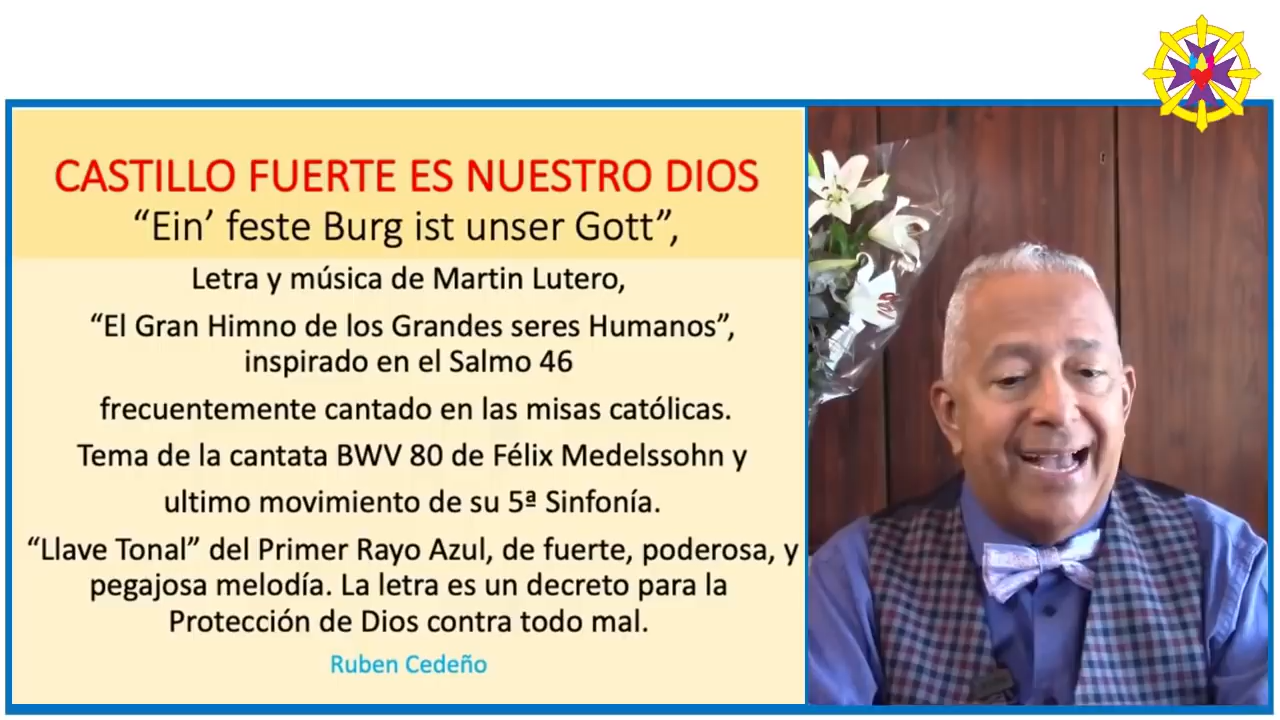 CASTILLO FUERTE ES NUESTRO DIOS
“Ein’ feste Burg ist unser Gott”,
Letra y música de Martin Lutero,
“El Gran Himno de los Grandes seres Humanos”,
inspirado en el Salmo 46
frecuentemente cantado en las misas católicas.
Tema de la cantata BWV 80 de Félix Medelssohn y
ultimo movimiento de su 5ª Sinfonía.
“Llave Tonal” del Primer Rayo Azul, de fuerte, poderosa, y
pegajosa melodía. La letra es un decreto para la
Protección de Dios contra todo mal.
Ruben Cedeño